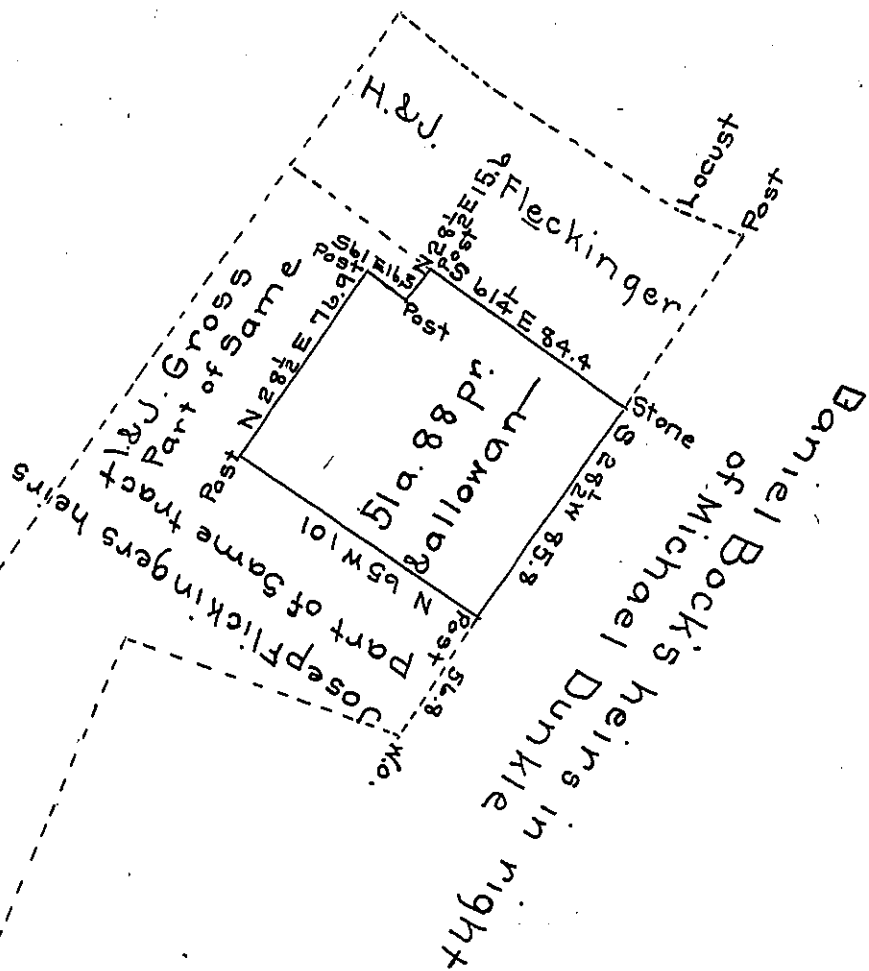 H. & J.
Fleckinger
Locust
Post
N 28½ E 15.6
Post
S 61 E 16.5
Post
Post
S 61¼ E 84.4
Stone
S 28½ W 85.8
N 28½ E 76.9
Post
N 65 W 101
Post
56.8
W.O.
51a. 88 pr.
& allowan—
I. & J. Gross
Part of Same
Part of Same tract
Josep Flickingers heirs
Daniel Bock's heirs in right
of Michael Dunkle